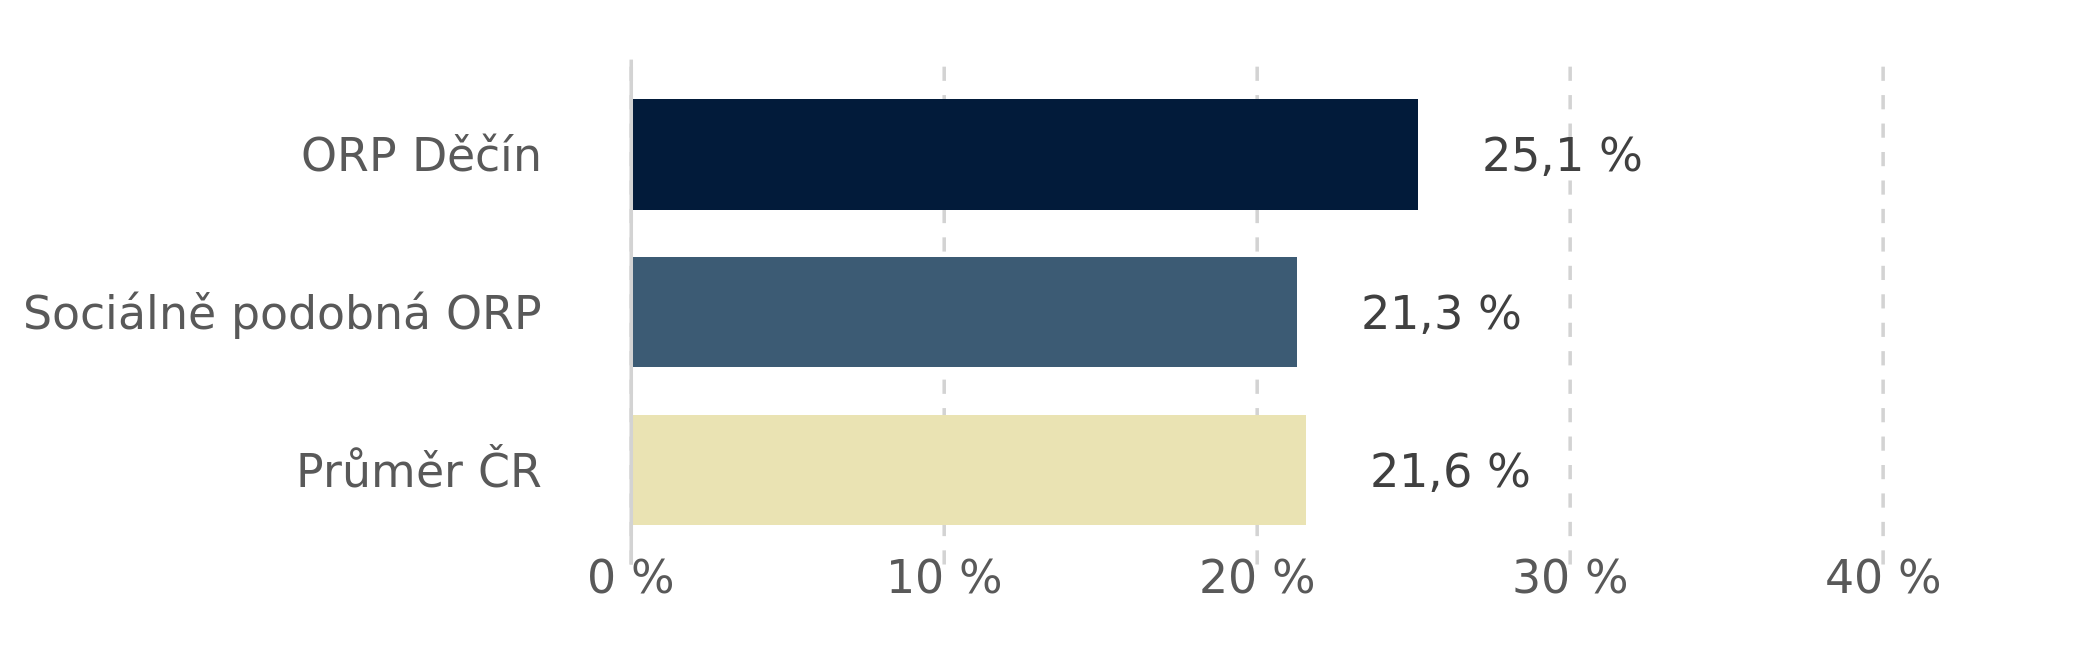 ORP Děčín
25,1 %
Sociálně podobná ORP
21,3 %
Průměr ČR
21,6 %
0 %
10 %
20 %
30 %
40 %